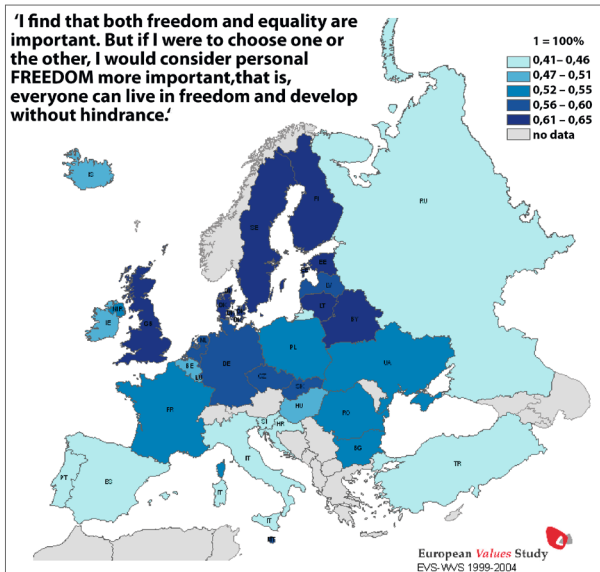 ‘I find that both freedom and equality are
important. But if I were to choose one or
the other, I would consider personal
FREEDOM more important,that is,
everyone can live in freedom and develop
without hindrance.‘
1 = 100%
0,41– 0,46
0,47 – 0,51
0,52 – 0,55
0,56 – 0,60
0,61 – 0,65
no data
IS
RU
FI
SE
EE
LV
LT
BY
IE
GB
NL
BE
DE
PL
UK
CZ
SK
FR
HU
RO
SI
HR
BG
IT
PT
ES
IT
IT
TR
European Values Study
EVS-WVS 1999-2004